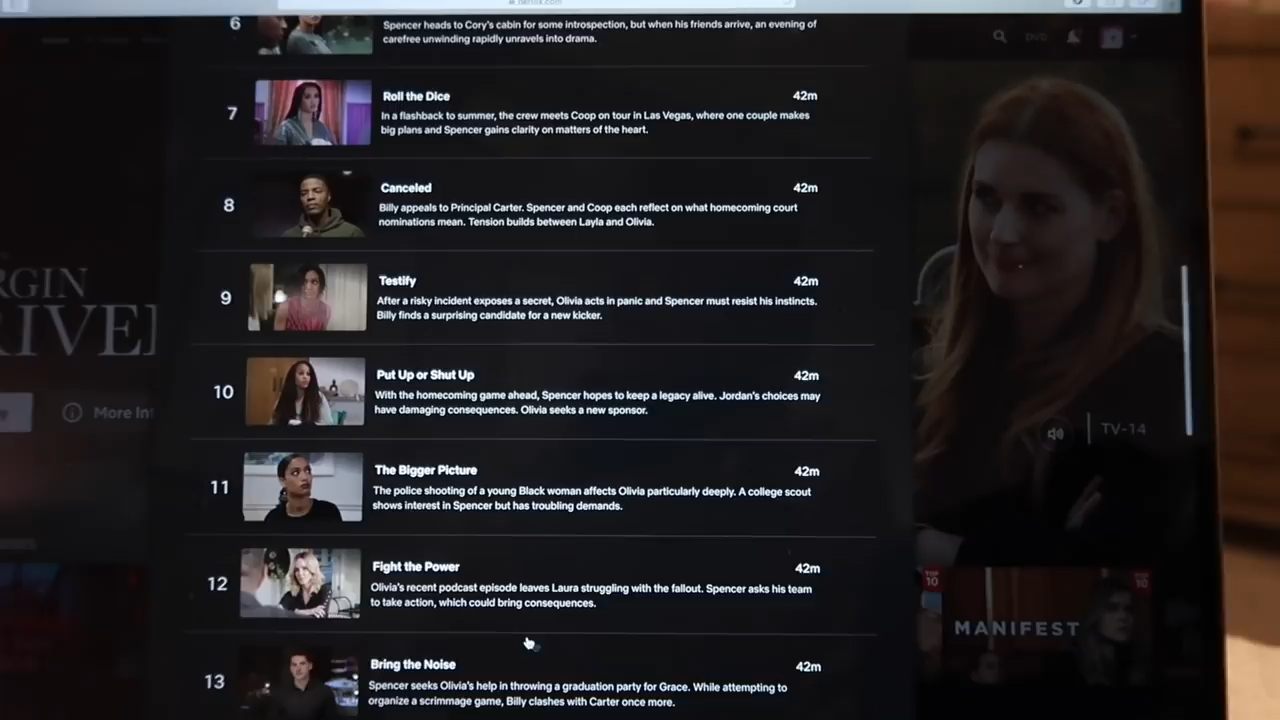 6
Spencer heads to Cory's cabin for some introspection, but when his friends arrive, an evening of
carefree unwinding rapidly unravels into drama.
DVD
7
Roll the Dice
42m
In a flashback to summer, the crew meets Coop on tour in Las Vegas, where one couple makes
big plans and Spencer gains clarity on matters of the heart.
8
Canceled
42m
Billy appeals to Principal Carter. Spencer and Coop each reflect on what homecoming court
nominations mean. Tension builds between Layla and Olivia.
9
Testify
42m
After a risky incident exposes a secret, Olivia acts in panic and Spencer must resist his instincts.
Billy finds a surprising candidate for a new kicker.
RGIN
RIVER
10
Put Up or Shut Up
42m
With the homecoming game ahead, Spencer hopes to keep a legacy alive. Jordan's choices may
have damaging consequences. Olivia seeks a new sponsor.
More Inf
TV-14
11
The Bigger Picture
42m
The police shooting of a young Black woman affects Olivia particularly deeply. A college scout
shows interest in Spencer but has troubling demands.
12
Fight the Power
42m
Olivia's recent podcast episode leaves Laura struggling with the fallout. Spencer asks his team
to take action, which could bring consequences.
TOP
10
TOP
10
MANIFEST
13
Bring the Noise
42m
Spencer seeks Olivia's help in throwing a graduation party for Grace. While attempting to
organize a scrimmage game, Billy clashes with Carter once more.